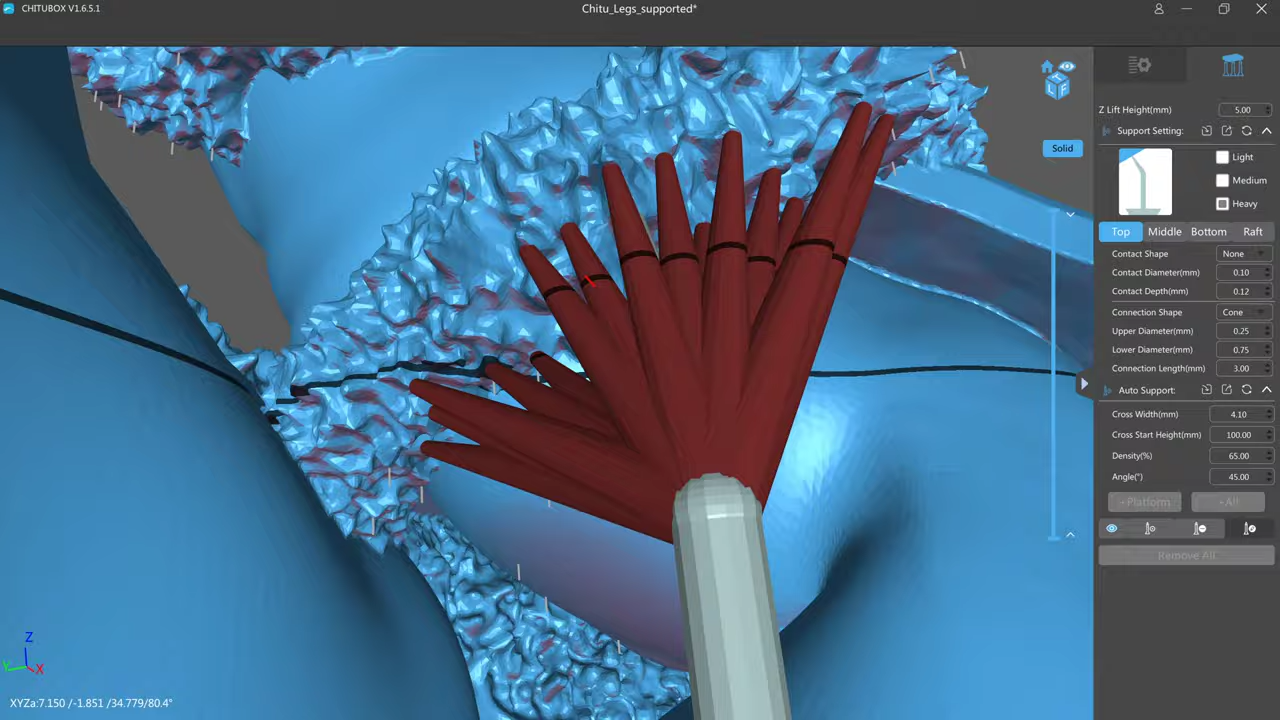 CHITUBOX V1.6.5.1
Chitu_Legs_supported*
Z Lift Height(mm) 5.00
Support Setting:
Solid
Light
Medium
Heavy
Top Middle Bottom Raft
Contact Shape None
Contact Diameter(mm) 0.10
Contact Depth(mm) 0.12
Connection Shape Cone
Upper Diameter(mm) 0.25
Lower Diameter(mm) 0.75
Connection Length(mm) 3.00
Auto Support:
Cross Width(mm) 4.10
Cross Start Height(mm) 100.00
Density(%) 65.00
Angle(°) 45.00
+Platform +All
Remove All
T
L F
Z
Y X
XYZa:7.150 /-1.851 /34.779/80.4°